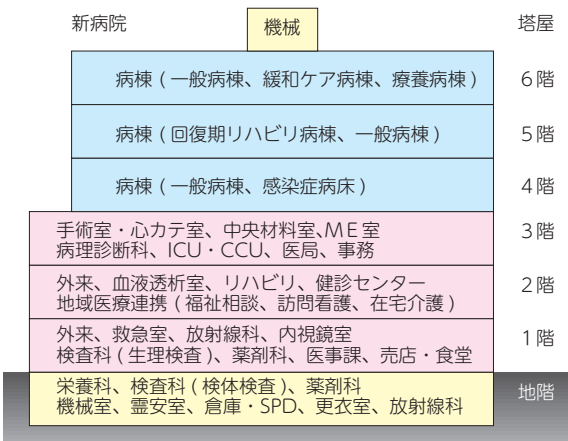 新病院
機械
塔屋
病棟 ( 一般病棟、緩和ケア病棟、療養病棟 )
6階
病棟 ( 回復期リハビリ病棟、一般病棟 )
5階
病棟 ( 一般病棟、感染症病床 )
4階
手術室・心カテ室、中央材料室、ＭＥ室
病理診断科、ICU・CCU、医局、事務
3階
外来、血液透析室、リハビリ、健診センター
地域医療連携 ( 福祉相談、訪問看護、在宅介護 )
2階
外来、救急室、放射線科、内視鏡室
検査科 ( 生理検査 )、薬剤科、医事課、売店・食堂
1階
栄養科、検査科 ( 検体検査 )、薬剤科
機械室、霊安室、倉庫・SPD、更衣室、放射線科
地階